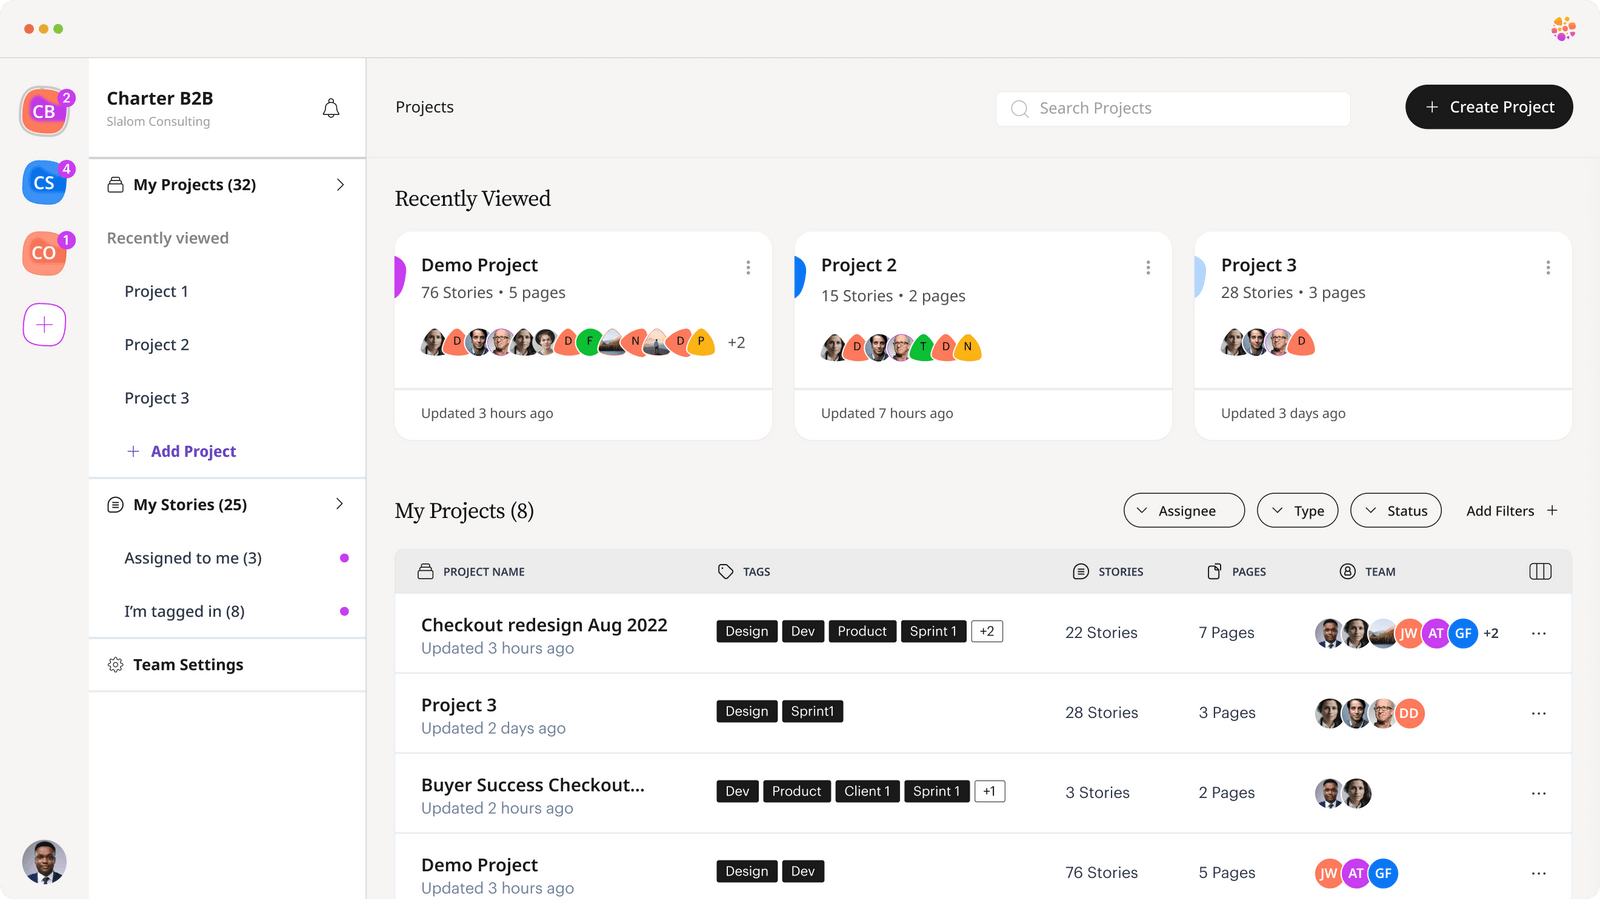 CB
2
CS
4
CO
1
Charter B2B
Slalom Consulting
My Projects (32)
Recently viewed
Project 1
Project 2
Project 3
Add Project
My Stories (25)
Assigned to me (3)
I'm tagged in (8)
Team Settings
Projects
Search Projects
Create Project
Recently Viewed
Demo Project
76 Stories • 5 pages
D D F N D P +2
Updated 3 hours ago
Project 2
15 Stories • 2 pages
D T D N
Updated 7 hours ago
Project 3
28 Stories • 3 pages
D
Updated 3 days ago
My Projects (8)
Assignee Type Status Add Filters
PROJECT NAME TAGS STORIES PAGES TEAM
Checkout redesign Aug 2022
Updated 3 hours ago
Design Dev Product Sprint 1 +2
22 Stories 7 Pages JW AT GF +2
Project 3
Updated 2 days ago
Design Sprint1
28 Stories 3 Pages DD
Buyer Success Checkout...
Updated 2 hours ago
Dev Product Client 1 Sprint 1 +1
3 Stories 2 Pages
Demo Project
Updated 3 hours ago
Design Dev
76 Stories 5 Pages JW AT GF